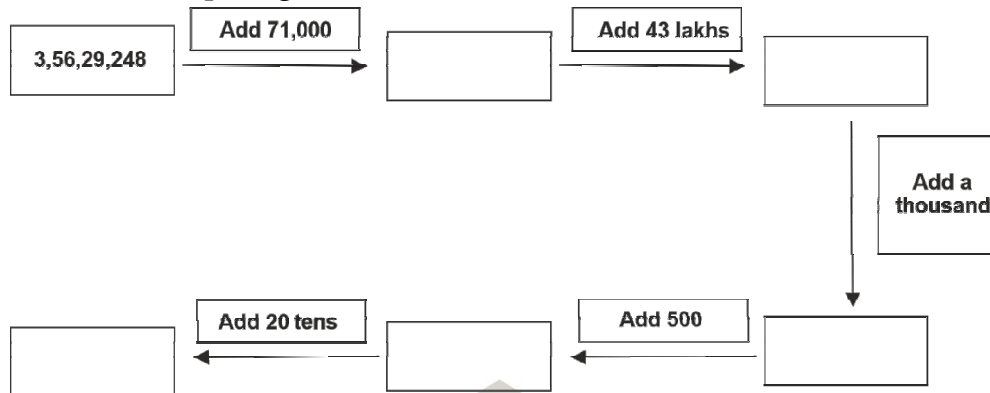 Add 71,000
Add 43 lakhs
3,56,29,248
Add a
thousand
Add 20 tens
Add 500